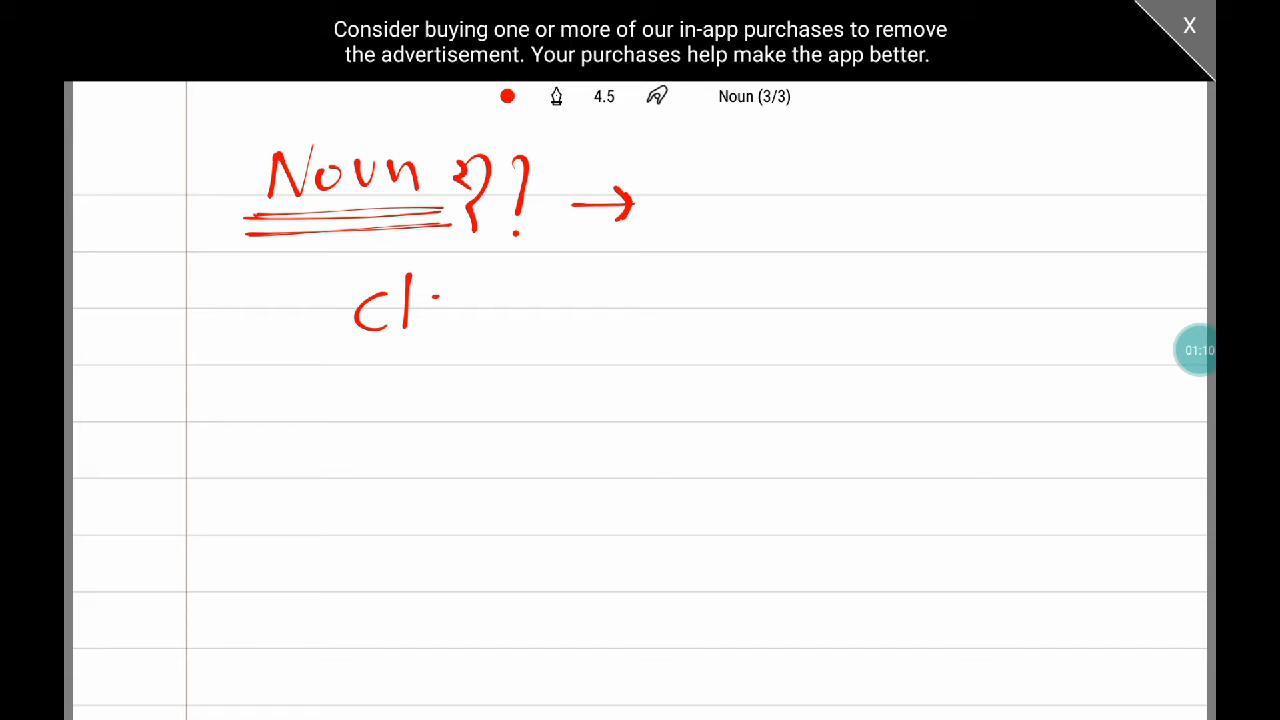 Consider buying one or more of our in-app purchases to remove
the advertisement. Your purchases help make the app better.
X
4.5 Noun (3/3)
Noun ?? →
cl
01:10